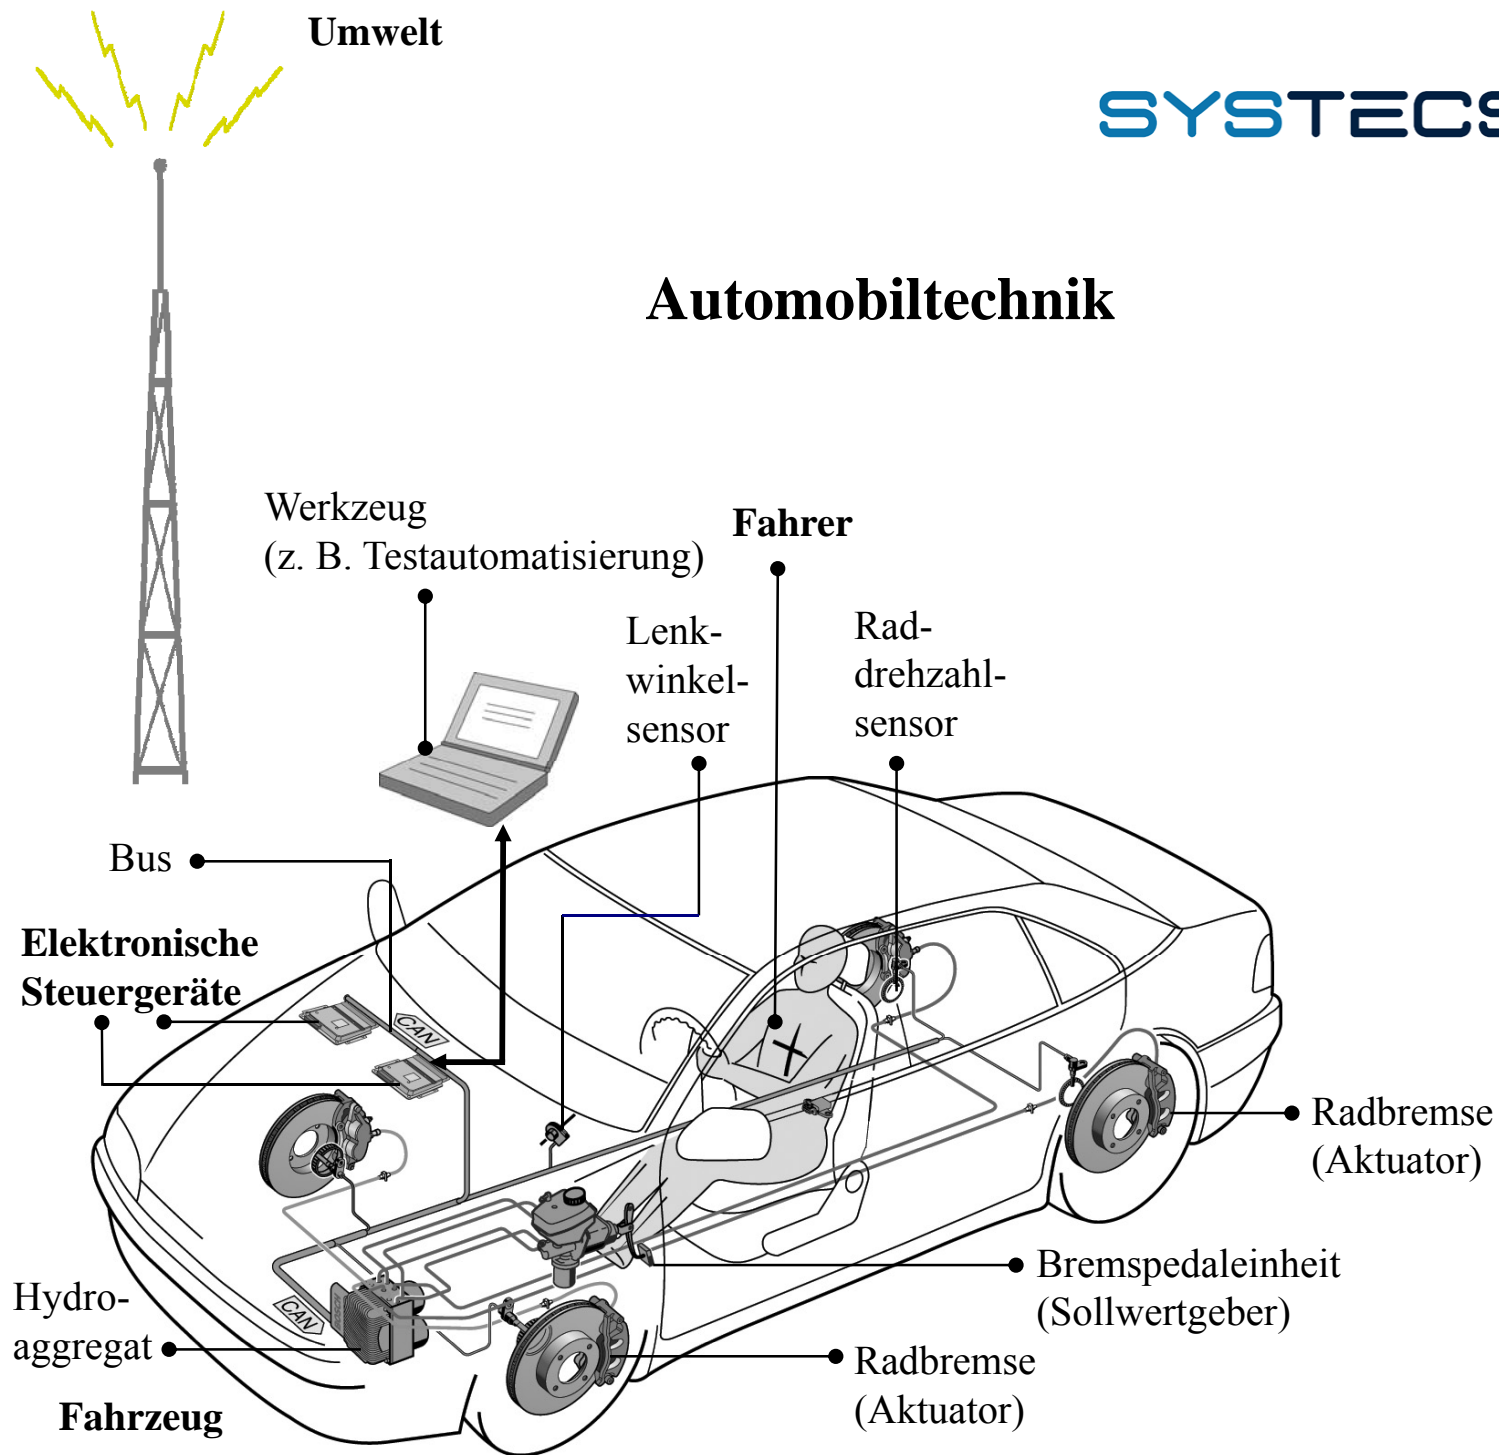 Umwelt
SYSTECS
Automobiltechnik
Werkzeug
(z. B. Testautomatisierung)
Fahrer
Lenk-
winkel-
sensor
Rad-
drehzahl-
sensor
Bus
Elektronische
Steuergeräte
CAN
Radbremse
(Aktuator)
Bremspedaleinheit
(Sollwertgeber)
CAN
Hydro-
aggregat
Radbremse
(Aktuator)
Fahrzeug